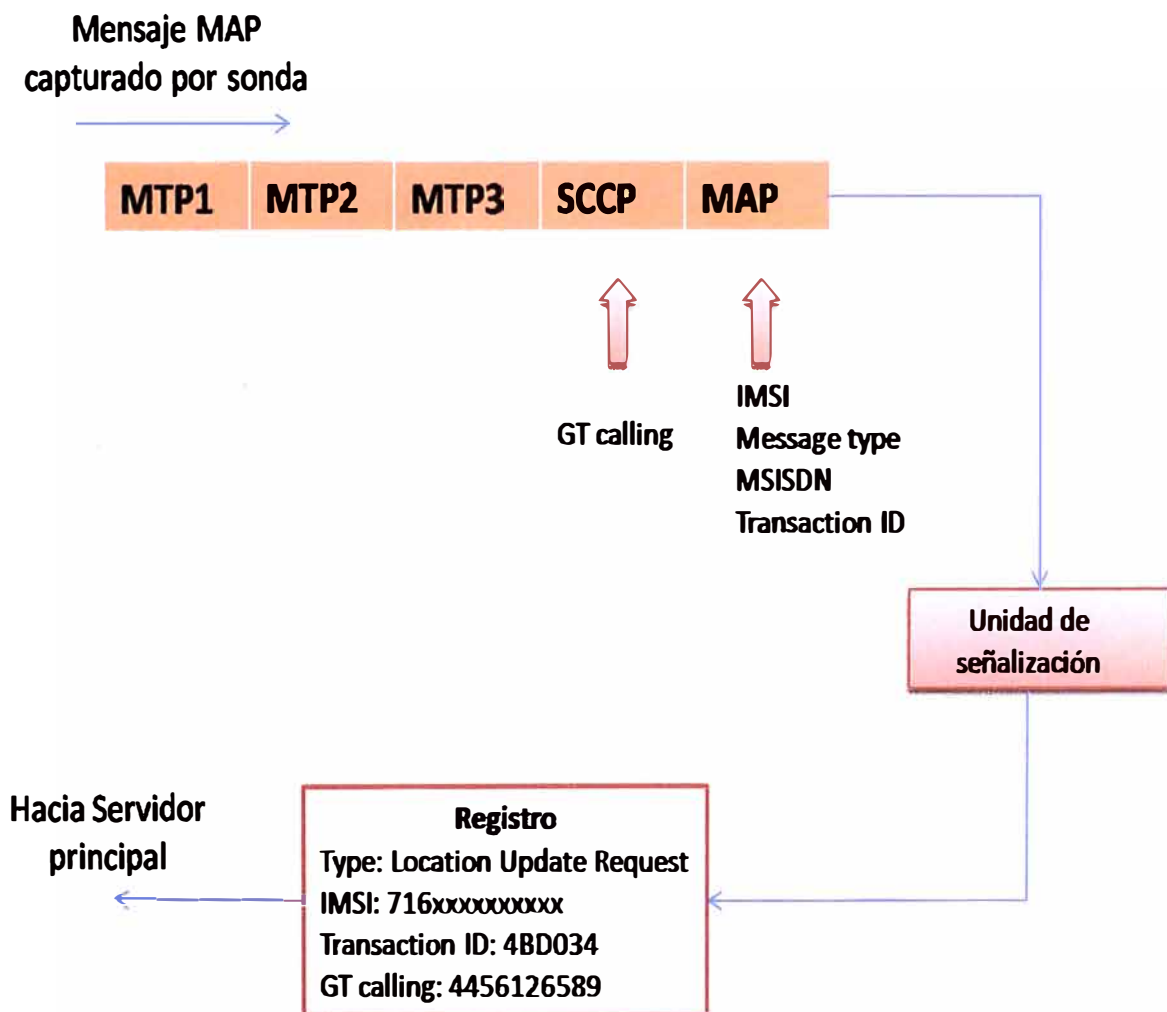 Mensaje MAP
capturado por sonda
MTP1 MTP2 MTP3 SCCP MAP
GT calling
IMSI
Message type
MSISDN
Transaction ID
Unidad de
señalización
Hacia Servidor
principal
Registro
Type: Location Update Request
IMSI: 716xxxxxxxxxx
Transaction ID: 4BD034
GT calling: 4456126589